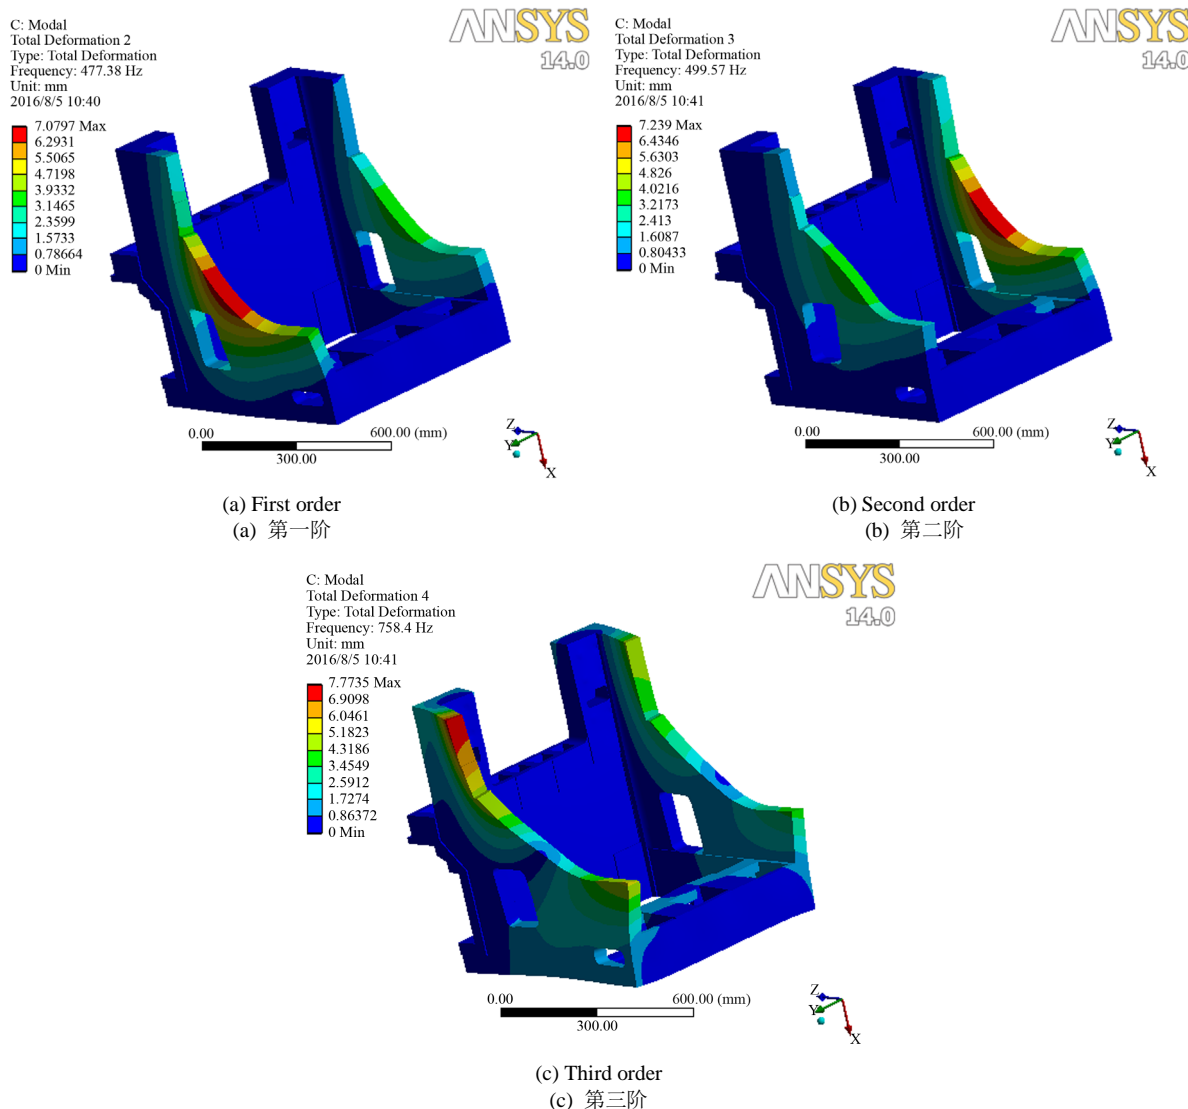 C: Modal
Total Deformation 2
Type: Total Deformation
Frequency: 477.38 Hz
Unit: mm
2016/8/5 10:40
ANSYS
14.0
7.0797 Max
6.2931
5.5065
4.7198
3.9332
3.1465
2.3599
1.5733
0.78664
0 Min
0.00
600.00 (mm)
300.00
Z
Y
X
(a) First order
(a) 第一阶
C: Modal
Total Deformation 3
Type: Total Deformation
Frequency: 499.57 Hz
Unit: mm
2016/8/5 10:41
ANSYS
14.0
7.239 Max
6.4346
5.6303
4.826
4.0216
3.2173
2.413
1.6087
0.80433
0 Min
0.00
600.00 (mm)
300.00
Z
Y
X
(b) Second order
(b) 第二阶
C: Modal
Total Deformation 4
Type: Total Deformation
Frequency: 758.4 Hz
Unit: mm
2016/8/5 10:41
ANSYS
14.0
7.7735 Max
6.9098
6.0461
5.1823
4.3186
3.4549
2.5912
1.7274
0.86372
0 Min
0.00
600.00 (mm)
300.00
Z
Y
X
(c) Third order
(c) 第三阶